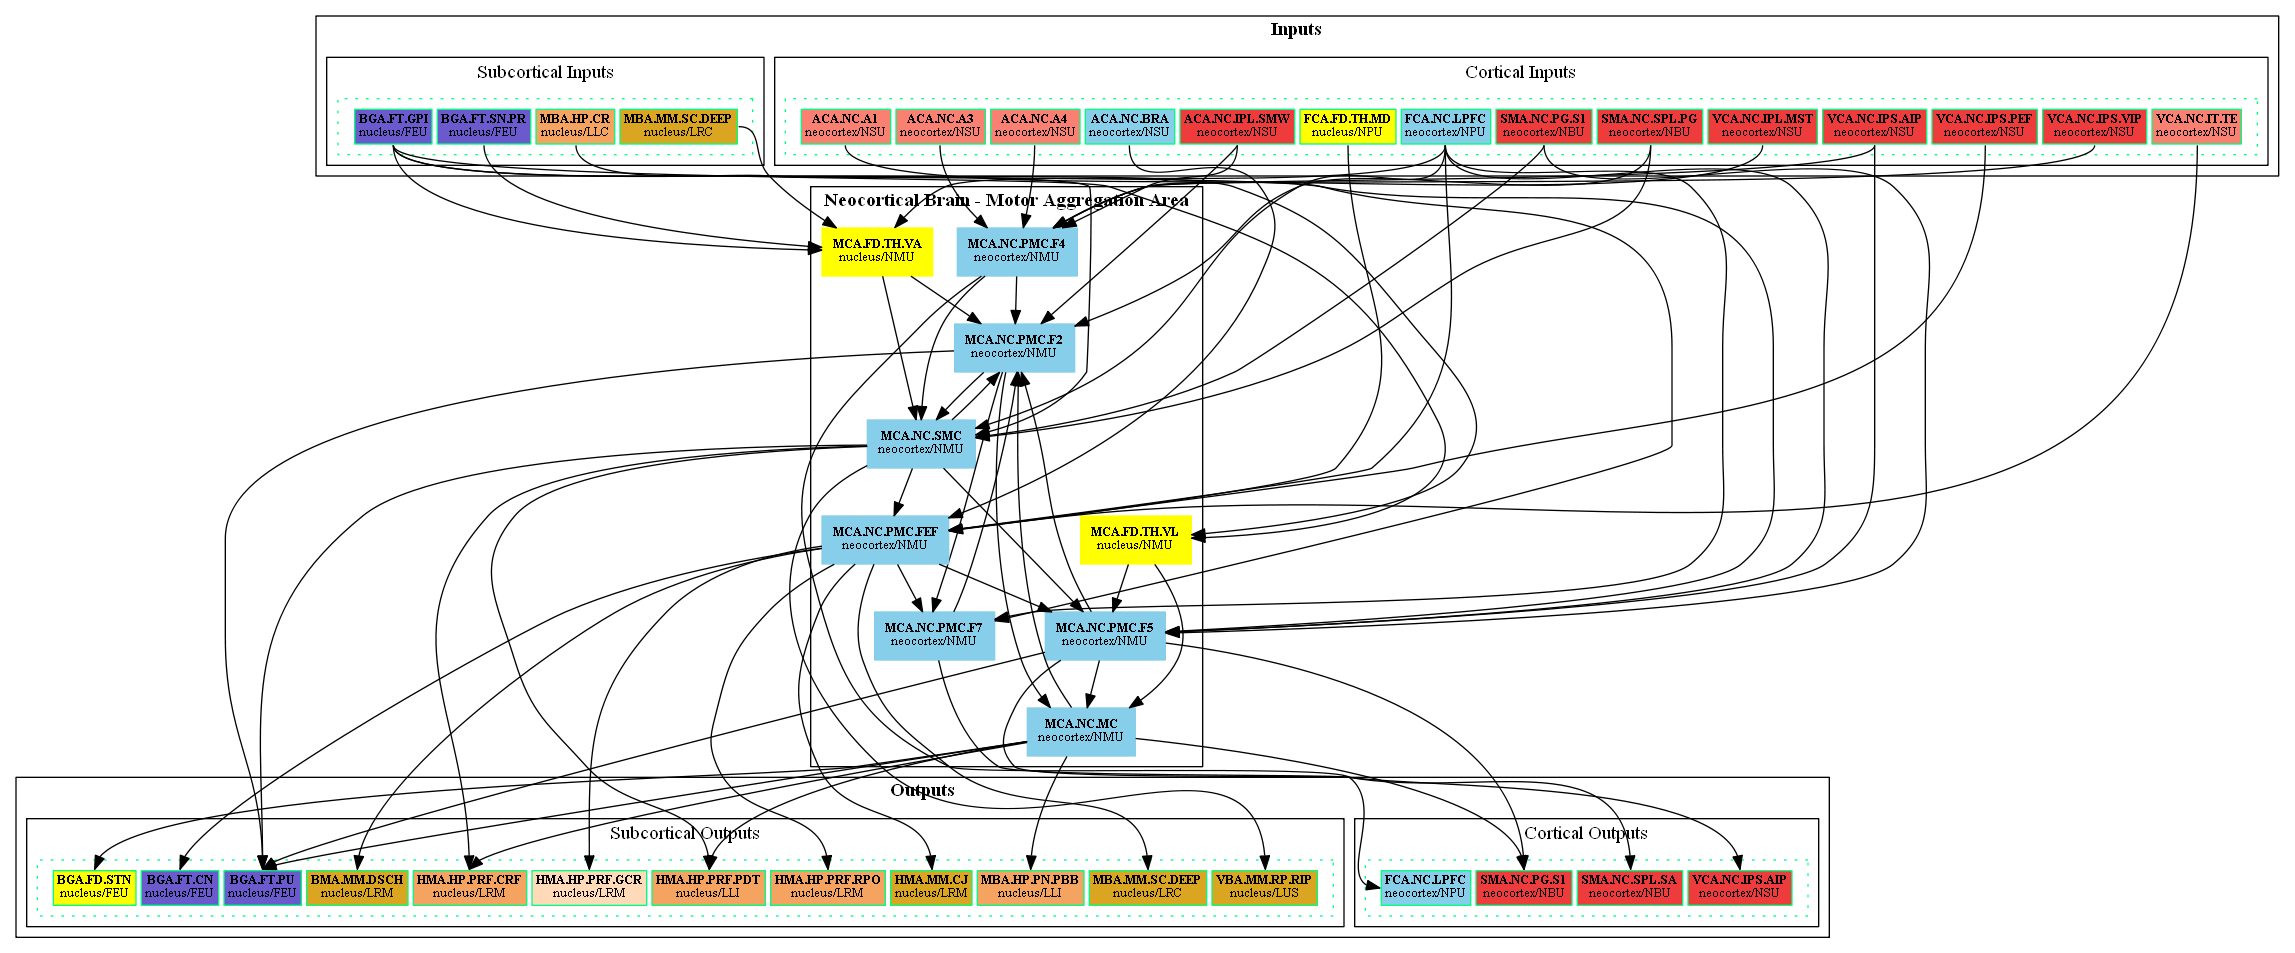 Inputs
Subcortical Inputs
Cortical Inputs
BGA.FT.GPI
nucleus/FEU
BGA.FT.SN.PR
nucleus/FEU
MBA.HP.CR
nucleus/LLC
MBA.MM.SC.DEEP
nucleus/LRC
ACA.NC.A1
neocortex/NSU
ACA.NC.A3
neocortex/NSU
ACA.NC.A4
neocortex/NSU
ACA.NC.BRA
neocortex/NSU
ACA.NC.IPL.SMW
neocortex/NSU
FCA.FD.TH.MD
nucleus/NPU
FCA.NC.LPFC
neocortex/NPU
SMA.NC.PG.S1
neocortex/NBU
SMA.NC.SPL.PG
neocortex/NBU
VCA.NC.IPL.MST
neocortex/NSU
VCA.NC.IPS.AIP
neocortex/NSU
VCA.NC.IPS.PEF
neocortex/NSU
VCA.NC.IPS.VIP
neocortex/NSU
VCA.NC.IT.TE
neocortex/NSU
Neocortical Bram - Motor Aggregation Area
MCA.FD.TH.VA
nucleus/NMU
MCA.NC.PMC.F4
neocortex/NMU
MCA.NC.PMC.F2
neocortex/NMU
MCA.NC.SMC
neocortex/NMU
MCA.NC.PMC.FEF
neocortex/NMU
MCA.FD.TH.VL
nucleus/NMU
MCA.NC.PMC.F7
neocortex/NMU
MCA.NC.PMC.F5
neocortex/NMU
MCA.NC.MC
neocortex/NMU
Outputs
Subcortical Outputs
Cortical Outputs
BGA.FD.STN
nucleus/FEU
BGA.FT.CN
nucleus/FEU
BGA.FT.PU
nucleus/FEU
BMA.MM.DSCH
nucleus/LRM
HMA.HP.PRF.CRF
nucleus/LRM
HMA.HP.PRF.GCR
nucleus/LRM
HMA.HP.PRF.PDT
nucleus/LLI
HMA.HP.PRF.RPO
nucleus/LRM
HMA.MM.CJ
nucleus/LRM
MBA.HP.PN.PBB
nucleus/LLI
MBA.MM.SC.DEEP
nucleus/LRC
VBA.MM.RP.RIP
nucleus/LUS
FCA.NC.LPFC
neocortex/NPU
SMA.NC.PG.S1
neocortex/NBU
SMA.NC.SPL.SA
neocortex/NBU
VCA.NC.IPS.AIP
neocortex/NSU